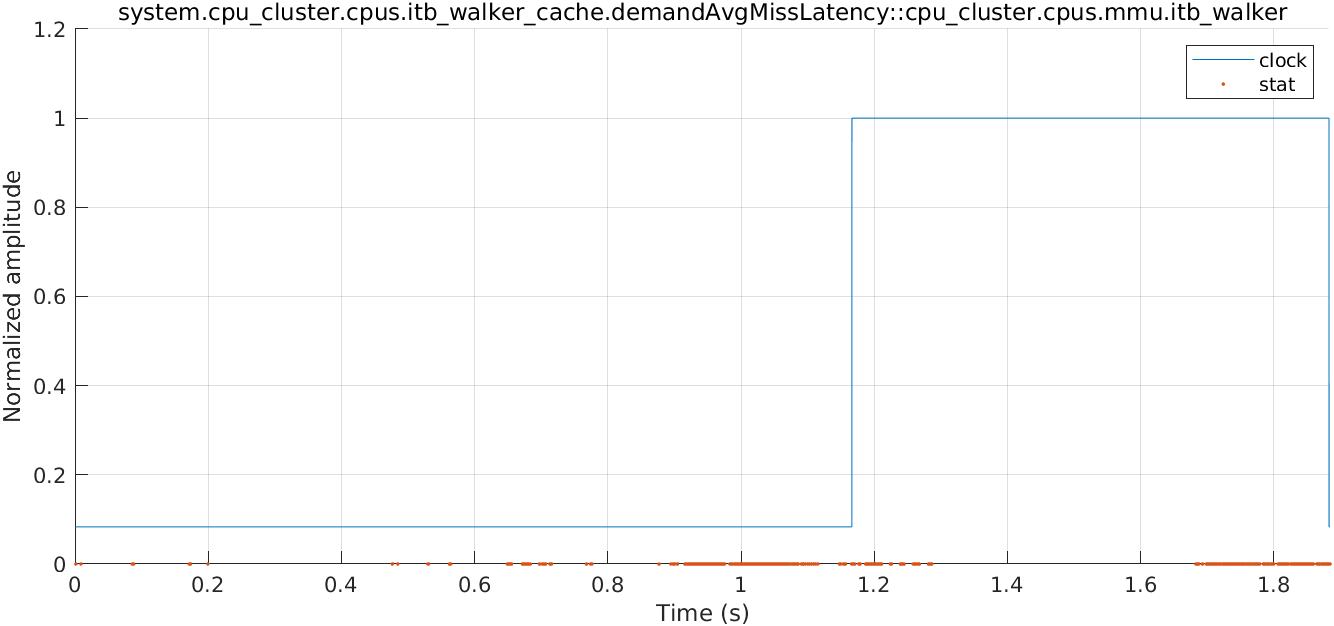 system.cpu_cluster.cpus.itb_walker_cache.demandAvgMissLatency::cpu_cluster.cpus.mmu.itb_walker
1.2
clock
stat
1
0.8
Normalized amplitude
0.6
0.4
0.2
0
0 0.2 0.4 0.6 0.8 1 1.2 1.4 1.6 1.8
Time (s)